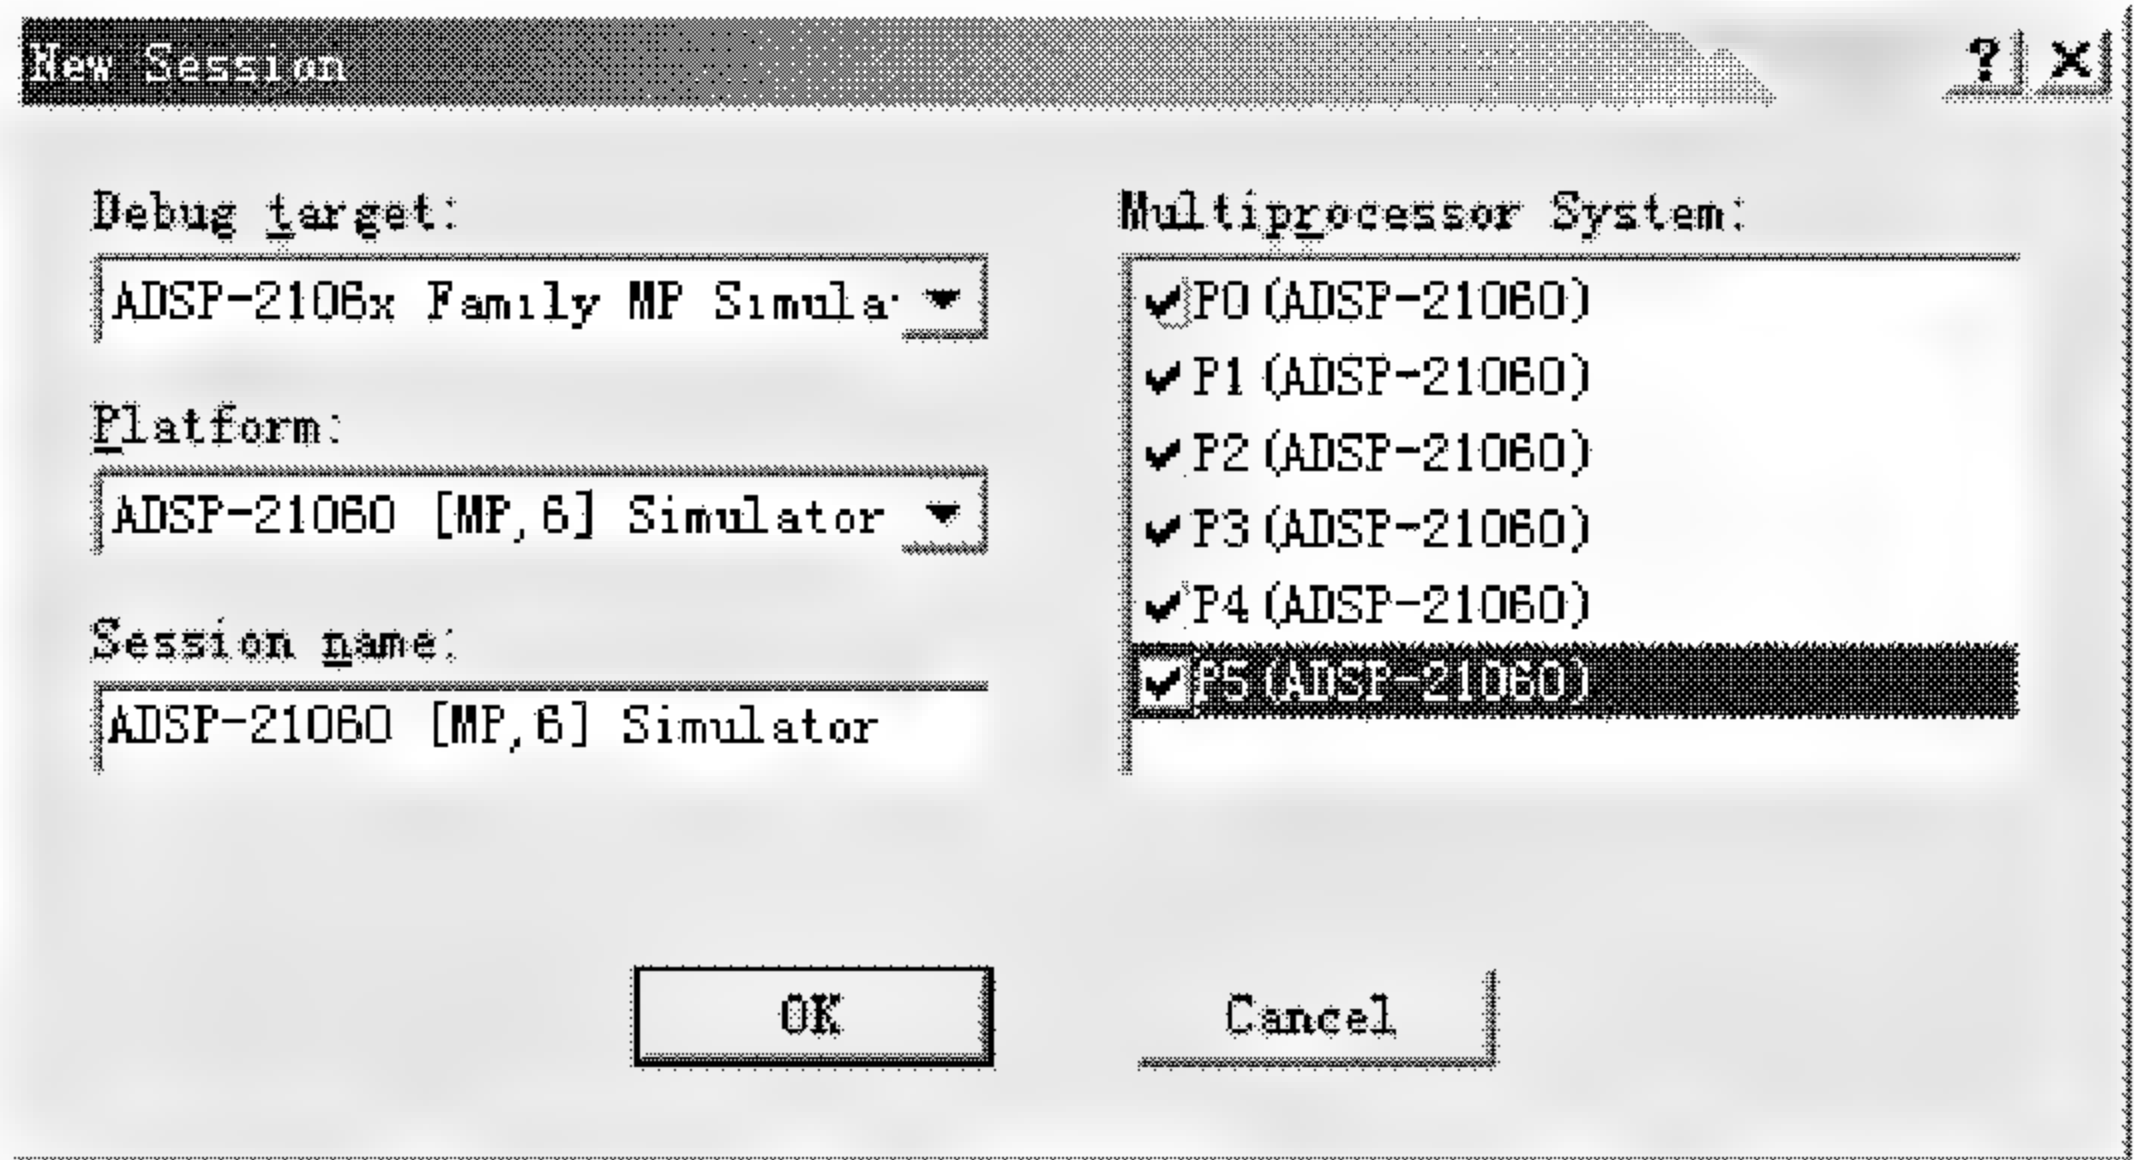 New Session
? X
Debug target:
ADSP-2106x Family MP Simula
Platform:
ADSP-21060 [MP,6] Simulator
Session name:
ADSP-21060 [MP,6] Simulator
Multiprocessor System:
P0(ADSP-21060)
P1(ADSP-21060)
P2(ADSP-21060)
P3(ADSP-21060)
P4(ADSP-21060)
P5(ADSP-21060)
OK
Cancel